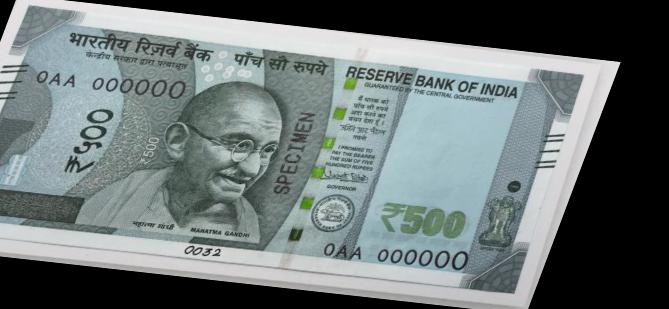 भारतीय रिज़र्व बैंक पाँच सौ रुपये
केन्द्रीय सरकार द्वारा प्रत्याभूत
RESERVE BANK OF INDIA
GUARANTEED BY THE CENTRAL GOVERNMENT
0AA 000000
मैं धारक को
पाँच सौ रुपये
अदा करने का
वचन देता हूँ।
₹500
₹500
SPECIMEN
I PROMISE TO
PAY THE BEARER
THE SUM OF FIVE
HUNDRED RUPEES
GOVERNOR
₹500
महात्मा गांधी MAHATMA GANDHI
0032
0AA 000000